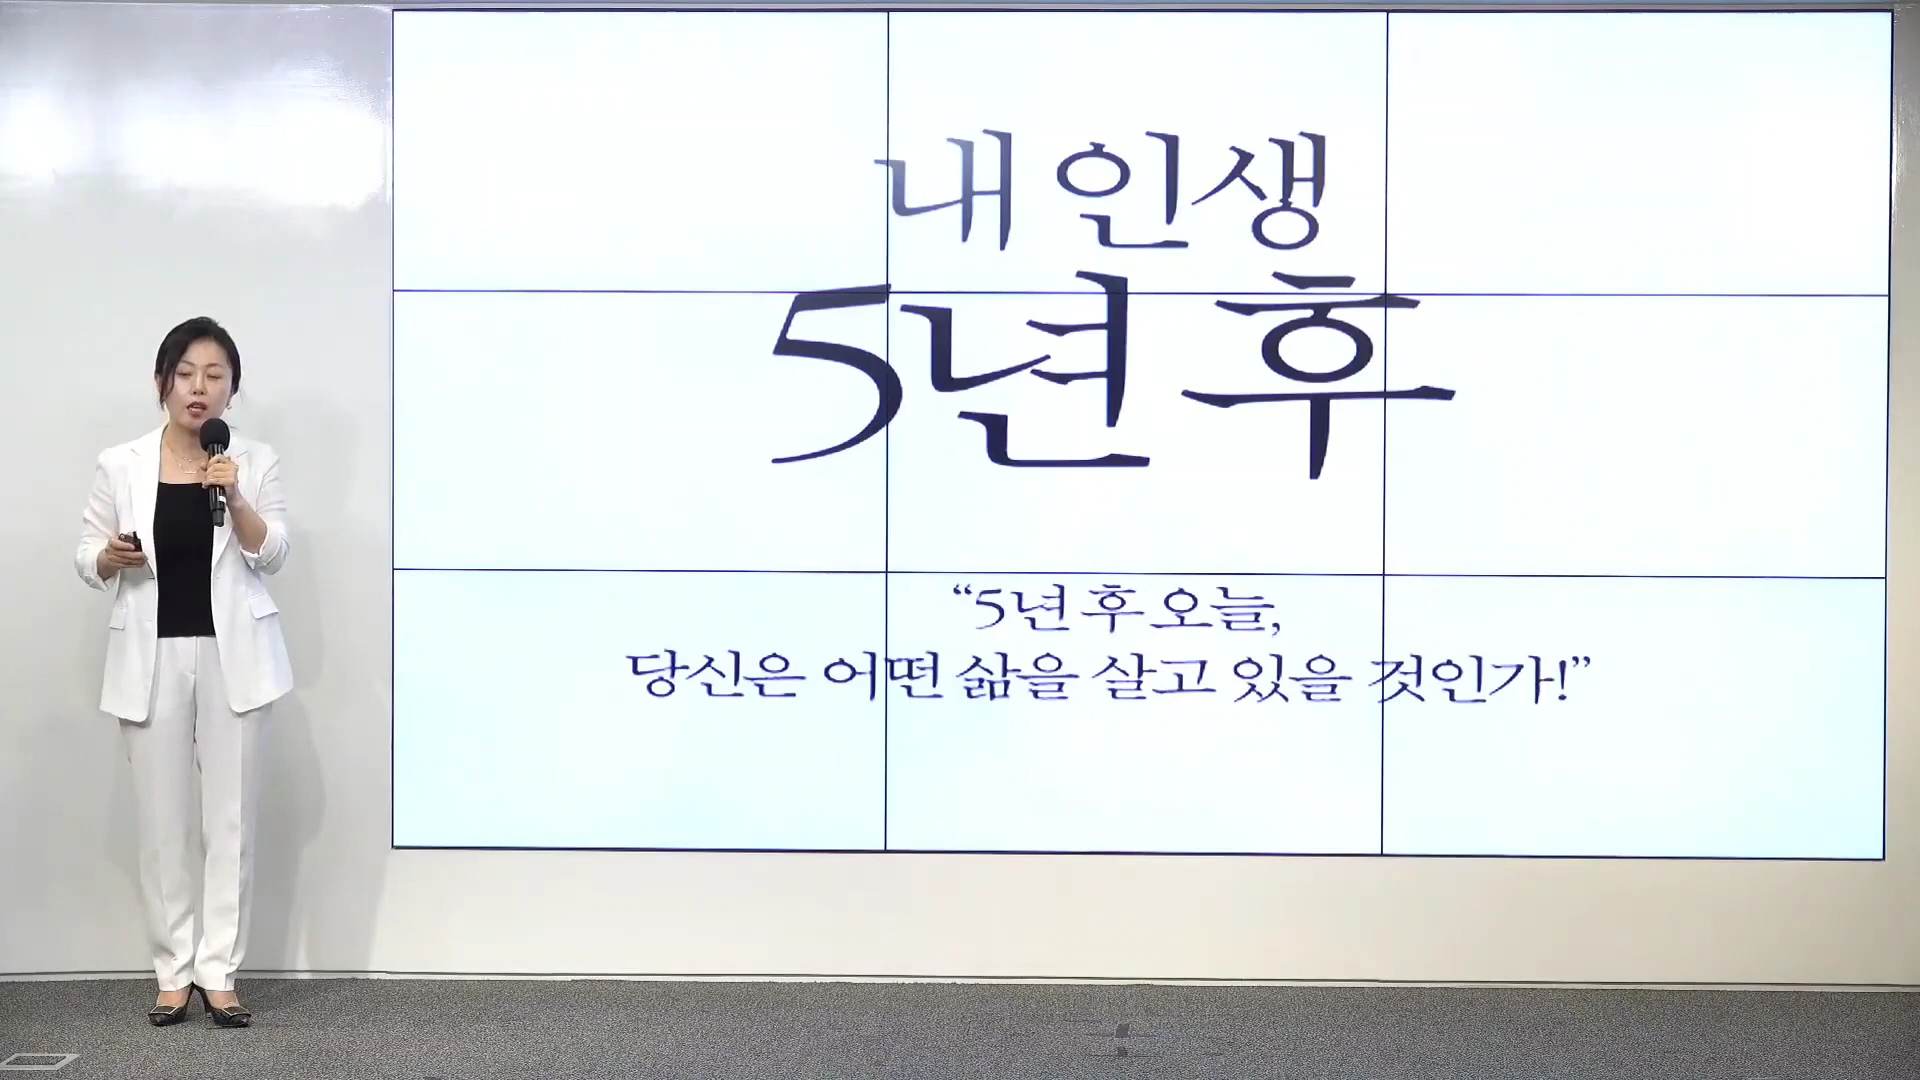 내 인생
5년 후
“5년 후 오늘,
당신은 어떤 삶을 살고 있을 것인가!”